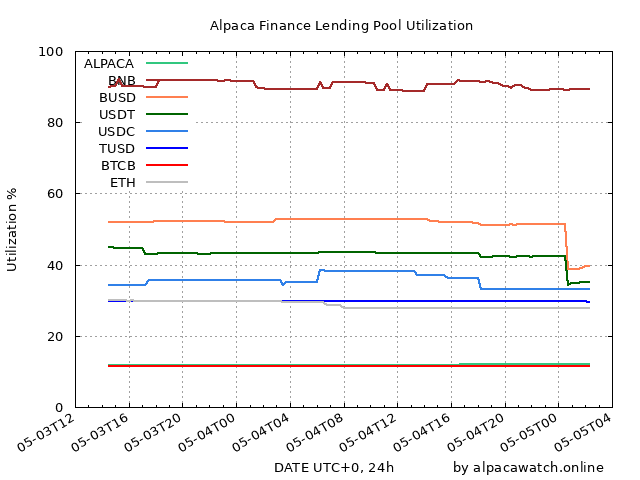 Alpaca Finance Lending Pool Utilization
100
80
60
40
20
0
Utilization %
ALPACA
BNB
BUSD
USDT
USDC
TUSD
BTCB
ETH
05-03T12
05-03T16
05-03T20
05-04T00
05-04T04
05-04T08
05-04T12
05-04T16
05-04T20
05-05T00
05-05T04
DATE UTC+0, 24h
by alpacawatch.online